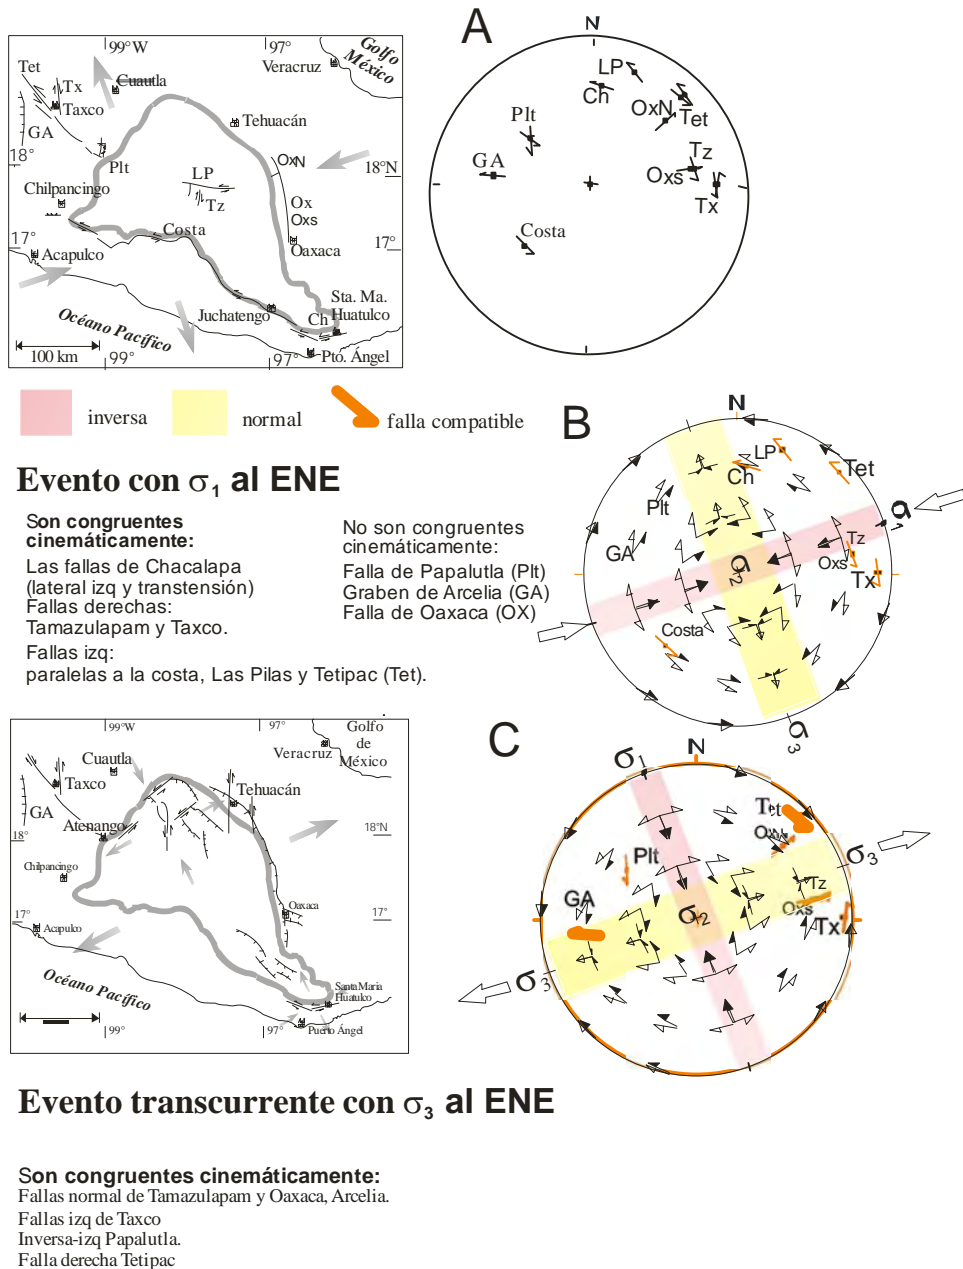 99°W
97°
Golfo
México
Veracruz
Tet
Tx
Cuautla
Taxco
GA
Tehuacán
18°
Plt
OxN
18°N
LP
Chilpancingo
Tz
Ox
Oxs
17°
Costa
17°
Oaxaca
Acapulco
Sta. Ma.
Juchatengo
Ch
Huatulco
Océano Pacífico
100 km
99°
97°
Pto. Ángel
A
N
LP
Ch
Plt
OxN
Tet
Tz
GA
Oxs
Tx
Costa
inversa
normal
falla compatible
Evento con σ1 al ENE
Son congruentes
cinemáticamente:
Las fallas de Chacalapa
(lateral izq y transtensión)
Fallas derechas:
Tamazulapam y Taxco.
Fallas izq:
paralelas a la costa, Las Pilas y Tetipac (Tet).
No son congruentes
cinemáticamente:
Falla de Papalutla (Plt)
Graben de Arcelia (GA)
Falla de Oaxaca (OX)
B
N
LP
Ch
Tet
Plt
σ1
GA
Tz
σ2
Oxs
Tx
Costa
σ3
99°W
97°
Golfo
de
México
Cuautla
Veracruz
Taxco
Tehuacán
GA
Atenango
18°
18°N
Chilpancingo
17°
Oaxaca
17°
Acapulco
Océano Pacífico
Santa Maria
Huatulco
99°
97°
Puerto Ángel
C
N
σ1
Tet
Plt
σ3
GA
Tz
σ2
Oxs
Tx
σ3
Evento transcurrente con σ3 al ENE
Son congruentes cinemáticamente:
Fallas normal de Tamazulapam y Oaxaca, Arcelia.
Fallas izq de Taxco
Inversa-izq Papalutla.
Falla derecha Tetipac